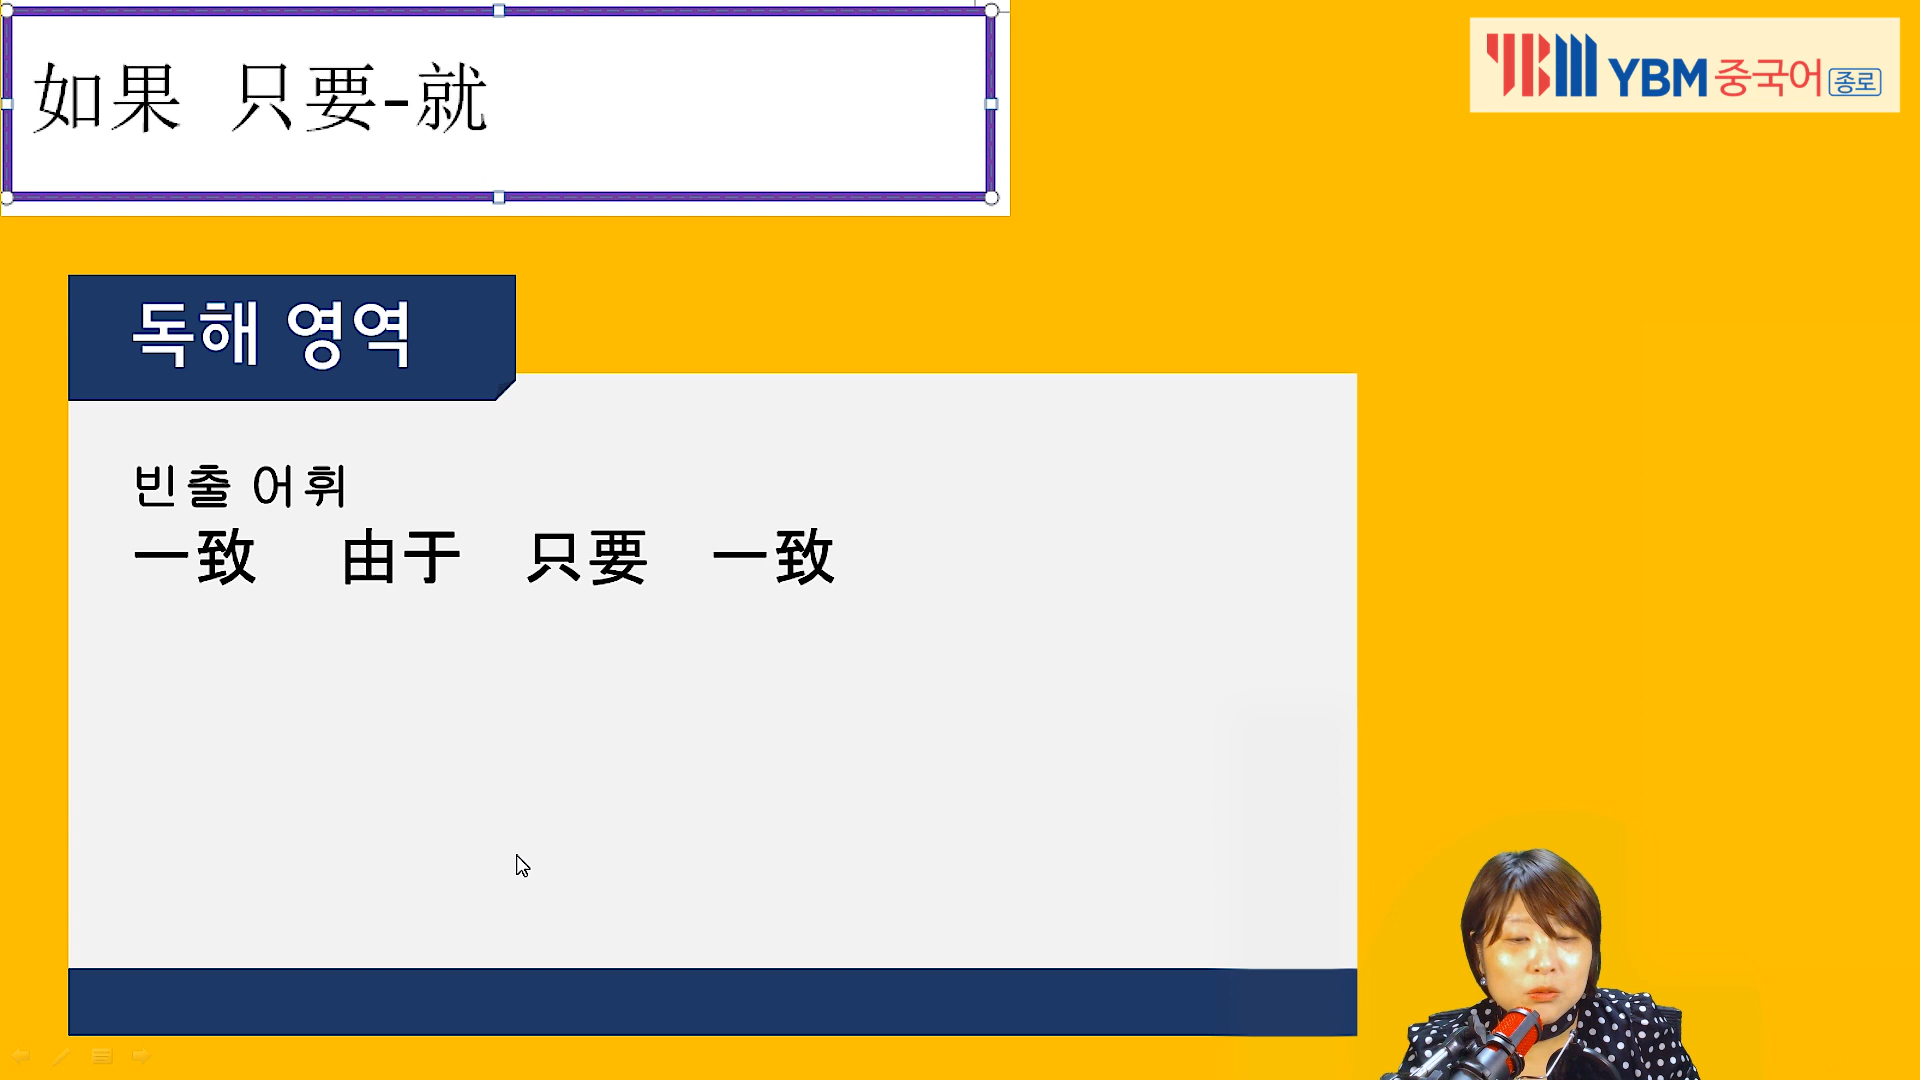 如果 只要-就
YBM 중국어 종로
독해 영역
빈출 어휘
一致 由于 只要 一致